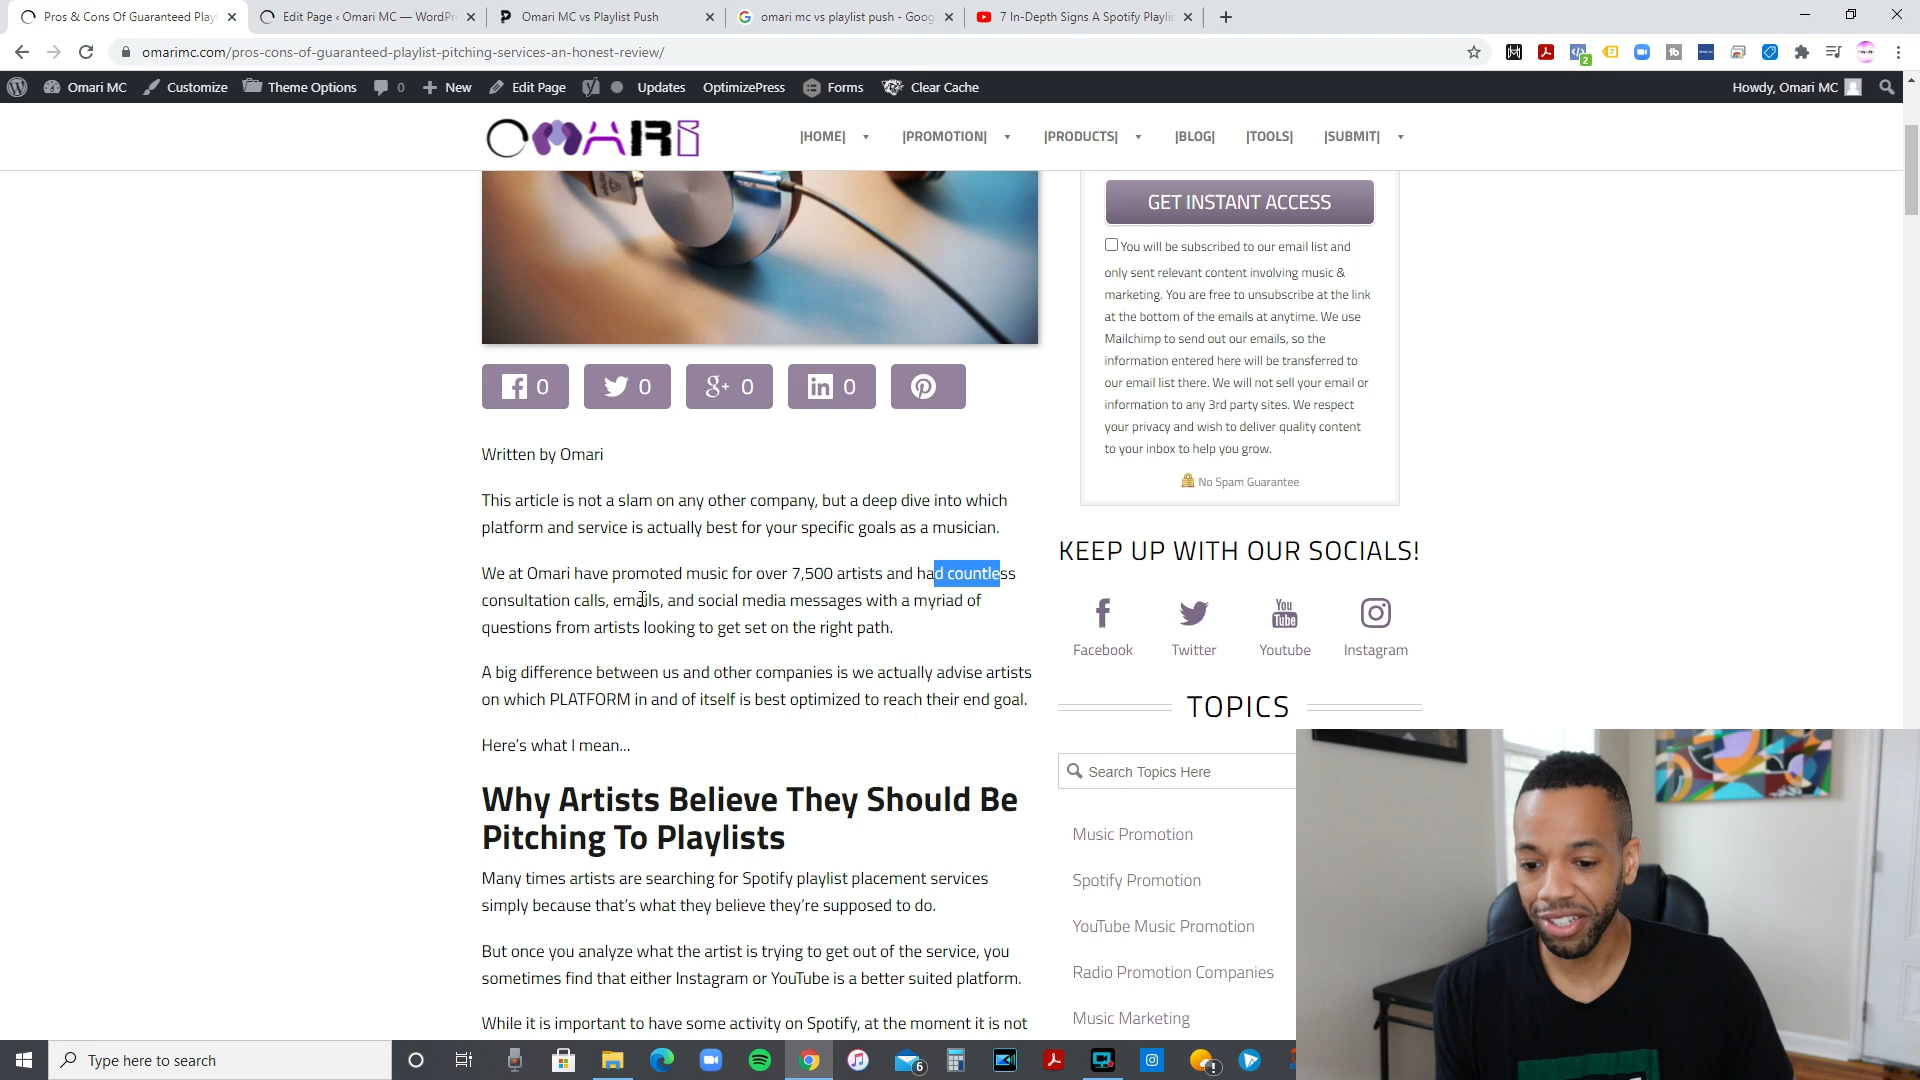 Pros & Cons Of Guaranteed Play
Edit Page ‹ Omari MC — WordPr
Omari MC vs Playlist Push
omari mc vs playlist push - Goog
7 In-Depth Signs A Spotify Playlis
omarimc.com/pros-cons-of-guaranteed-playlist-pitching-services-an-honest-review/
Omari MC Customize Theme Options 0 New Edit Page Updates OptimizePress Forms Clear Cache Howdy, Omari MC
OMARI
|HOME| |PROMOTION| |PRODUCTS| |BLOG| |TOOLS| |SUBMIT|
0 0 g+ 0 in 0
Written by Omari
This article is not a slam on any other company, but a deep dive into which
platform and service is actually best for your specific goals as a musician.
We at Omari have promoted music for over 7,500 artists and had countless
consultation calls, emails, and social media messages with a myriad of
questions from artists looking to get set on the right path.
A big difference between us and other companies is we actually advise artists
on which PLATFORM in and of itself is best optimized to reach their end goal.
Here's what I mean...
Why Artists Believe They Should Be
Pitching To Playlists
Many times artists are searching for Spotify playlist placement services
simply because that's what they believe they're supposed to do.
But once you analyze what the artist is trying to get out of the service, you
sometimes find that either Instagram or YouTube is a better suited platform.
While it is important to have some activity on Spotify, at the moment it is not
GET INSTANT ACCESS
You will be subscribed to our email list and
only sent relevant content involving music &
marketing. You are free to unsubscribe at the link
at the bottom of the emails at anytime. We use
Mailchimp to send out our emails, so the
information entered here will be transferred to
our email list there. We will not sell your email or
information to any 3rd party sites. We respect
your privacy and wish to deliver quality content
to your inbox to help you grow.
No Spam Guarantee
KEEP UP WITH OUR SOCIALS!
You
Tube
Facebook Twitter Youtube Instagram
TOPICS
Search Topics Here
Music Promotion
Spotify Promotion
YouTube Music Promotion
Radio Promotion Companies
Music Marketing
Type here to search
6